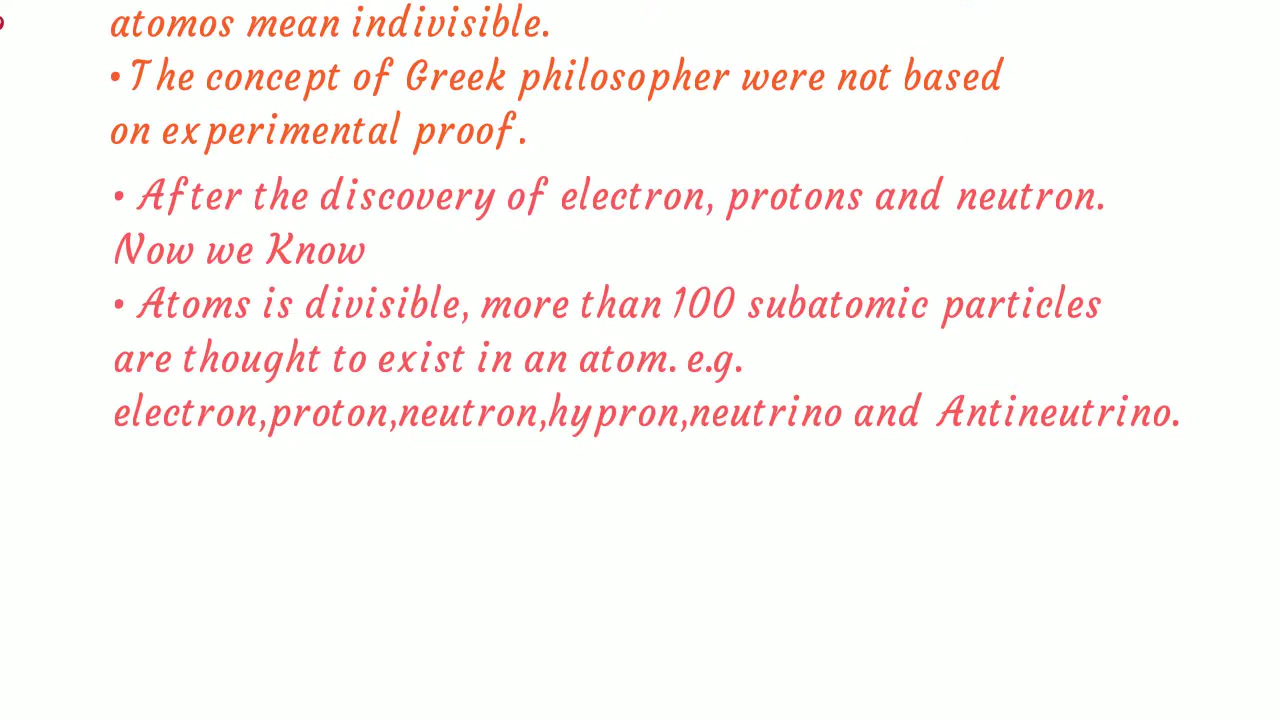 atomos mean indivisible.
• The concept of Greek philosopher were not based
on experimental proof.
• After the discovery of electron, protons and neutron.
Now we Know
• Atoms is divisible, more than 100 subatomic particles
are thought to exist in an atom. e.g.
electron,proton,neutron,hypron,neutrino and Antineutrino.